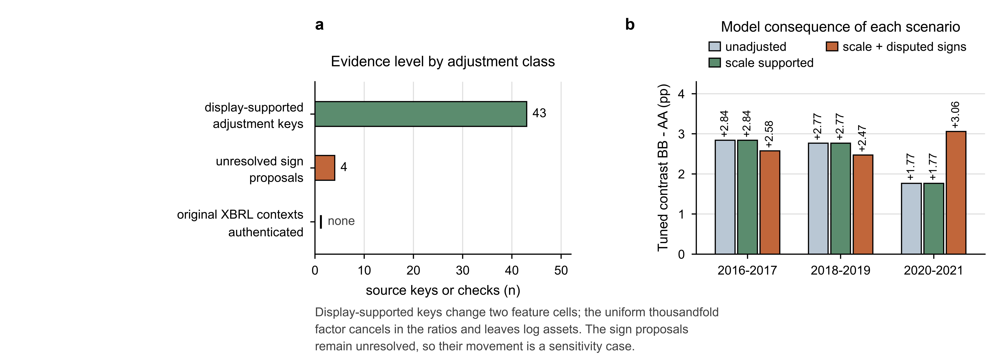 a
Evidence level by adjustment class
display-supported
adjustment keys
43
unresolved sign
proposals
4
original XBRL contexts
authenticated
none
0 10 20 30 40 50
source keys or checks (n)
Display-supported keys change two feature cells; the uniform thousandfold
factor cancels in the ratios and leaves log assets. The sign proposals
remain unresolved, so their movement is a sensitivity case.
b
Model consequence of each scenario
unadjusted
scale supported
scale + disputed signs
Tuned contrast BB - AA (pp)
4
3
2
1
0
+2.84 +2.84 +2.58
+2.77 +2.77 +2.47
+1.77 +1.77 +3.06
2016-2017 2018-2019 2020-2021